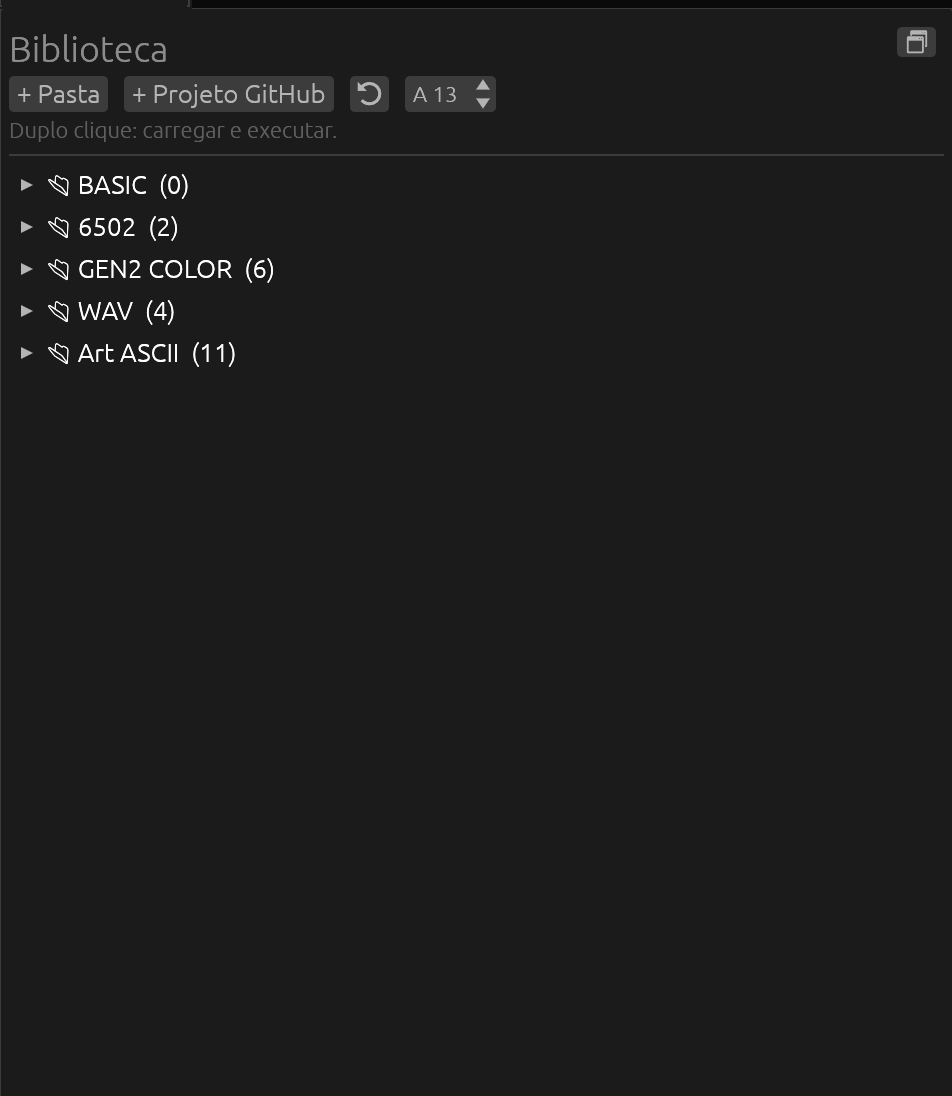 Biblioteca
+ Pasta + Projeto GitHub A 13
Duplo clique: carregar e executar.
BASIC (0)
6502 (2)
GEN2 COLOR (6)
WAV (4)
Art ASCII (11)